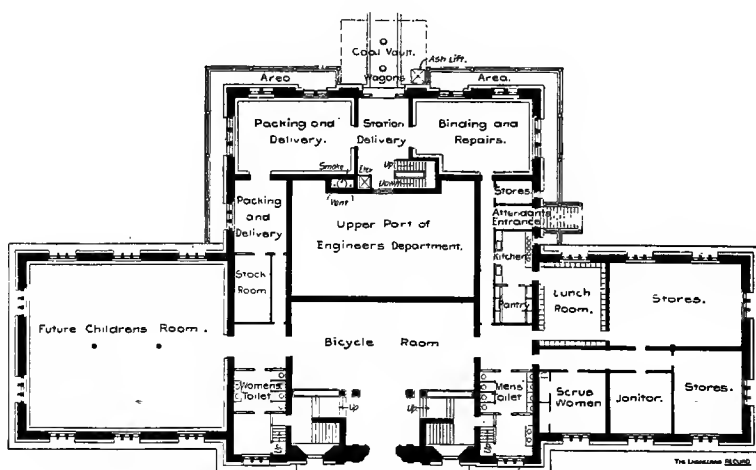 Coal Vault.
Ash Lift.
Area
Wagons
Area.
Packing and
Delivery.
Station
Delivery
Binding and
Repairs.
Smoke
Elev
Up
Down
Vent
Stores.
Packing
and
Delivery
Upper Part of
Engineers Department.
Attendants
Entrance
Kitchen
Stock
Room
Pantry
Lunch
Room.
Stores.
Future Childrens Room.
Bicycle Room
Womens
Toilet
Up
Up
Mens
Toilet
Scrub
Women
Janitor.
Stores.
Up
Up
THE ENGINEERING RECORD